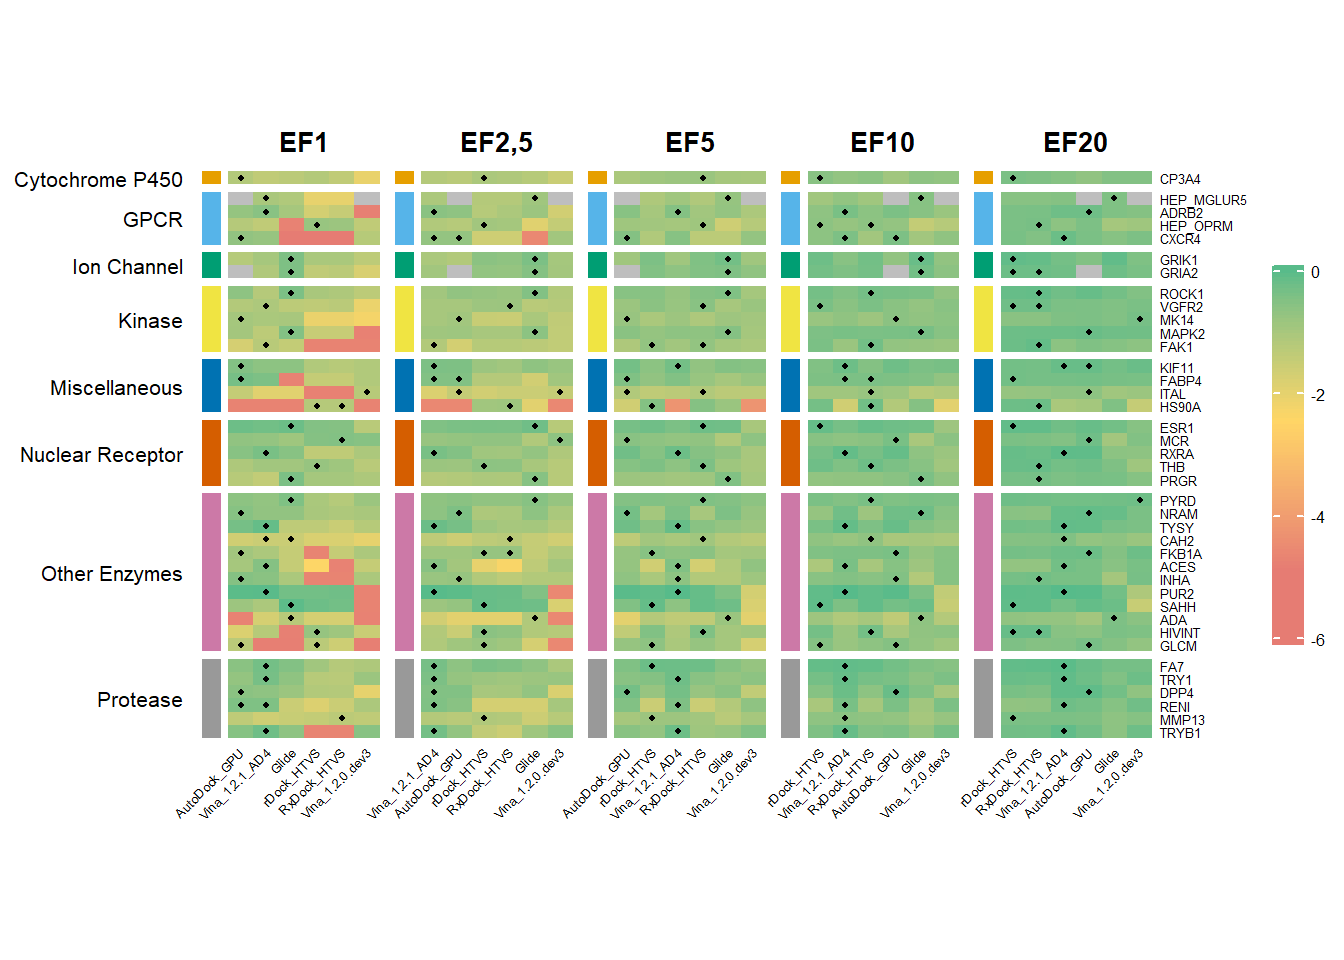 EF1 EF2,5 EF5 EF10 EF20
Cytochrome P450
GPCR
Ion Channel
Kinase
Miscellaneous
Nuclear Receptor
Other Enzymes
Protease
CP3A4
HEP_MGLUR5
ADRB2
HEP_OPRM
CXCR4
GRIK1
GRIA2
ROCK1
VGFR2
MK14
MAPK2
FAK1
KIF11
FABP4
ITAL
HS90A
ESR1
MCR
RXRA
THB
PRGR
PYRD
NRAM
TYSY
CAH2
FKB1A
ACES
INHA
PUR2
SAHH
ADA
HIVINT
GLCM
FA7
TRY1
DPP4
RENI
MMP13
TRYB1
0
-2
-4
-6
AutoDock_GPU
Vina_1.2.1_AD4
Glide
rDock_HTVS
RxDock_HTVS
Vina_1.2.0.dev3
Vina_1.2.1_AD4
AutoDock_GPU
rDock_HTVS
RxDock_HTVS
Glide
Vina_1.2.0.dev3
AutoDock_GPU
rDock_HTVS
Vina_1.2.1_AD4
RxDock_HTVS
Glide
Vina_1.2.0.dev3
rDock_HTVS
Vina_1.2.1_AD4
RxDock_HTVS
AutoDock_GPU
Glide
Vina_1.2.0.dev3
rDock_HTVS
RxDock_HTVS
Vina_1.2.1_AD4
AutoDock_GPU
Glide
Vina_1.2.0.dev3